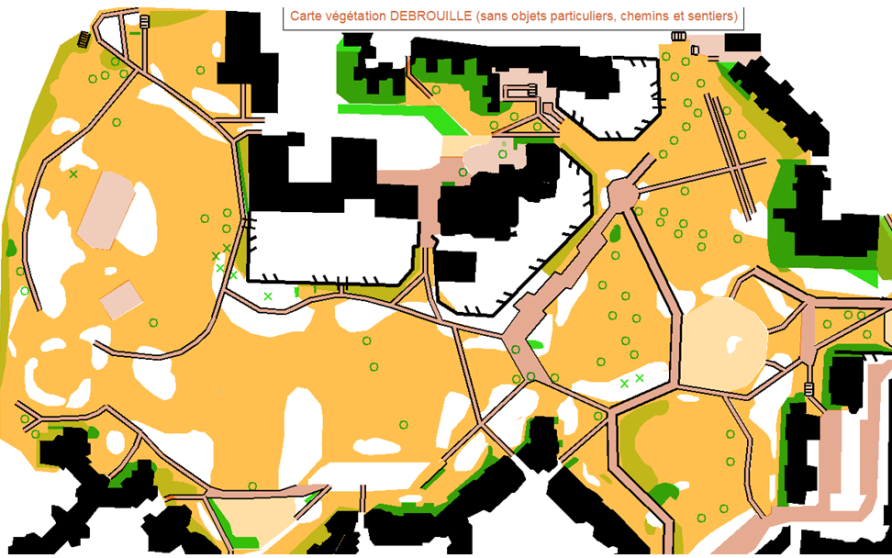 Carte végétation DEBROUILLE (sans objets particuliers, chemins et sentiers)